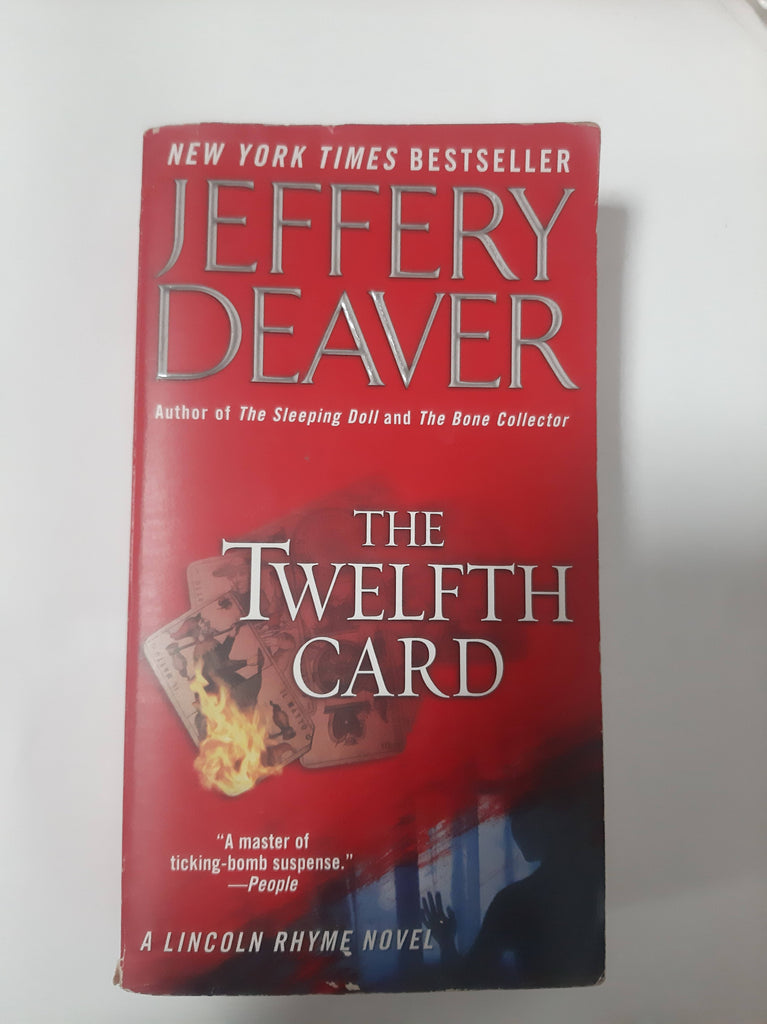 NEW YORK TIMES BESTSELLER
JEFFERY
DEAVER
Author of The Sleeping Doll and The Bone Collector
THE
TWELFTH
CARD
"A master of
ticking-bomb suspense."
—People
A LINCOLN RHYME NOVEL